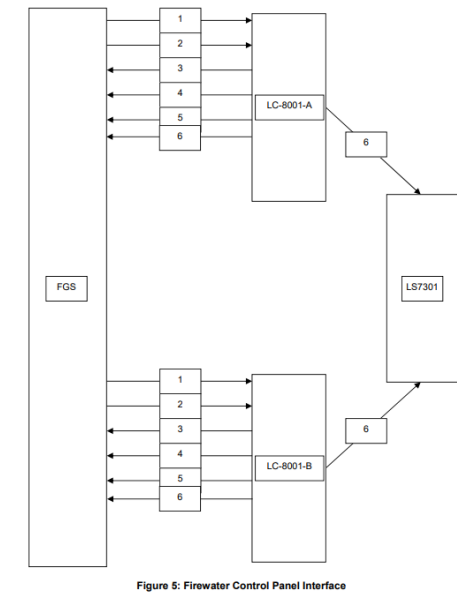 1
2
3
4
5
6
LC-8001-A
6
FGS
LS7301
1
2
3
4
5
6
LC-8001-B
6
Figure 5: Firewater Control Panel Interface